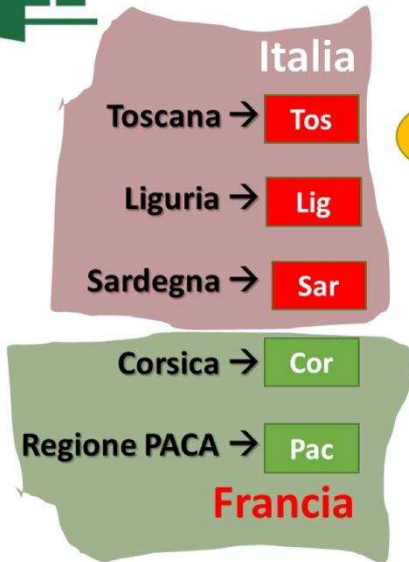 Italia
Toscana → Tos
Liguria → Lig
Sardegna → Sar
Corsica → Cor
Regione PACA → Pac
Francia